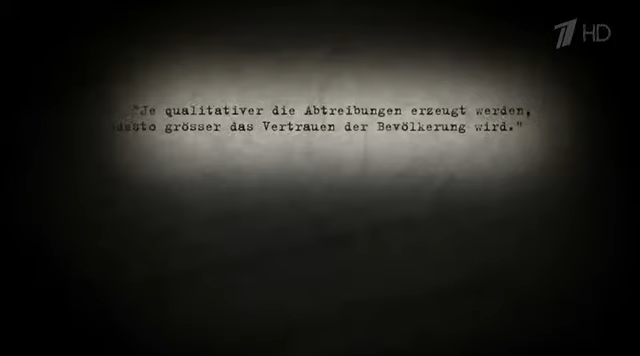 HD
"Je qualitativer die Abtreibungen erzeugt werden,
desto grösser das Vertrauen der Bevölkerung wird."